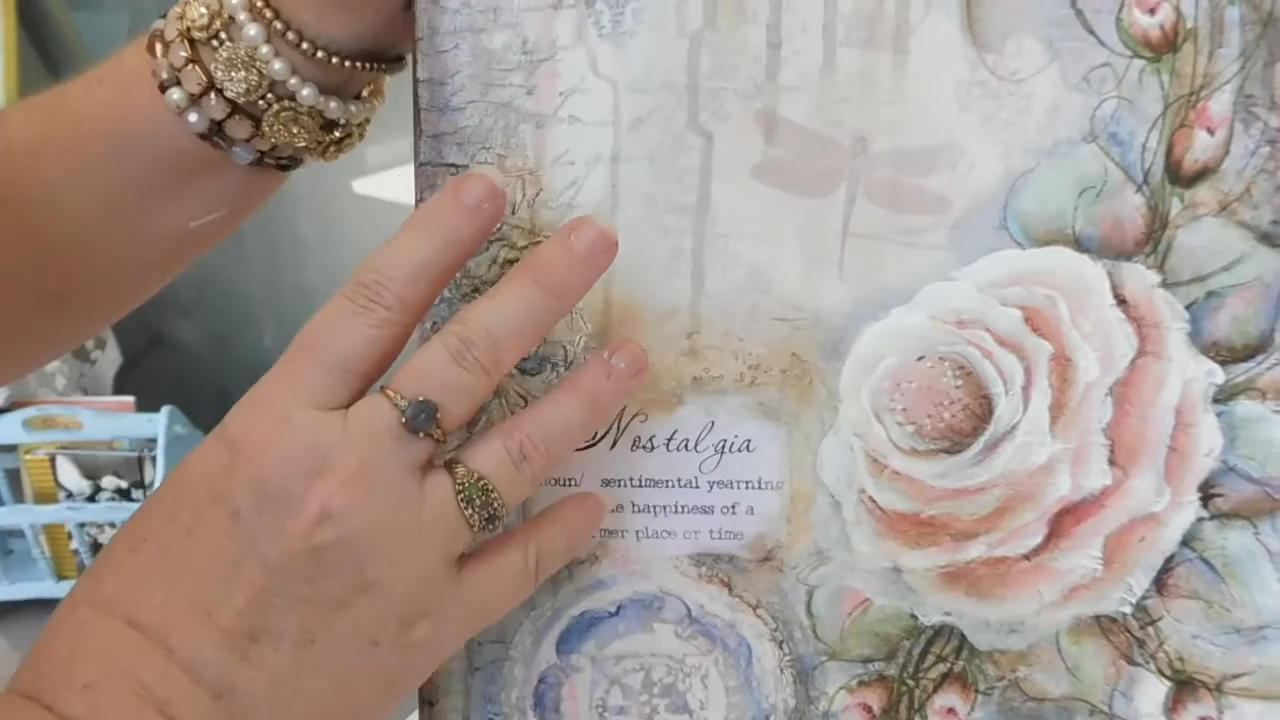 Nostalgia
noun/ sentimental yearning
happiness of a
place or time